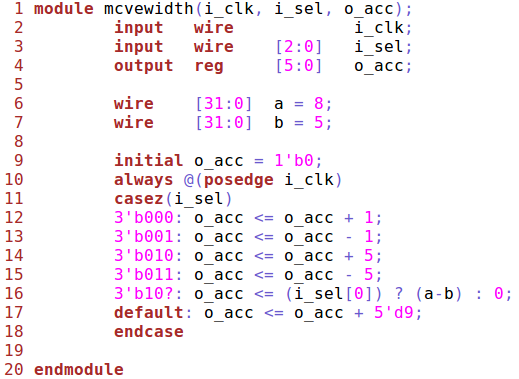 1 module mcvewidth(i_clk, i_sel, o_acc);
2         input   wire            i_clk;
3         input   wire    [2:0]   i_sel;
4         output  reg     [5:0]   o_acc;
5
6         wire    [31:0]  a = 8;
7         wire    [31:0]  b = 5;
8
9         initial o_acc = 1'b0;
10         always @(posedge i_clk)
11         casez(i_sel)
12         3'b000: o_acc <= o_acc + 1;
13         3'b001: o_acc <= o_acc - 1;
14         3'b010: o_acc <= o_acc + 5;
15         3'b011: o_acc <= o_acc - 5;
16         3'b10?: o_acc <= (i_sel[0]) ? (a-b) : 0;
17         default: o_acc <= o_acc + 5'd9;
18         endcase
19
20 endmodule